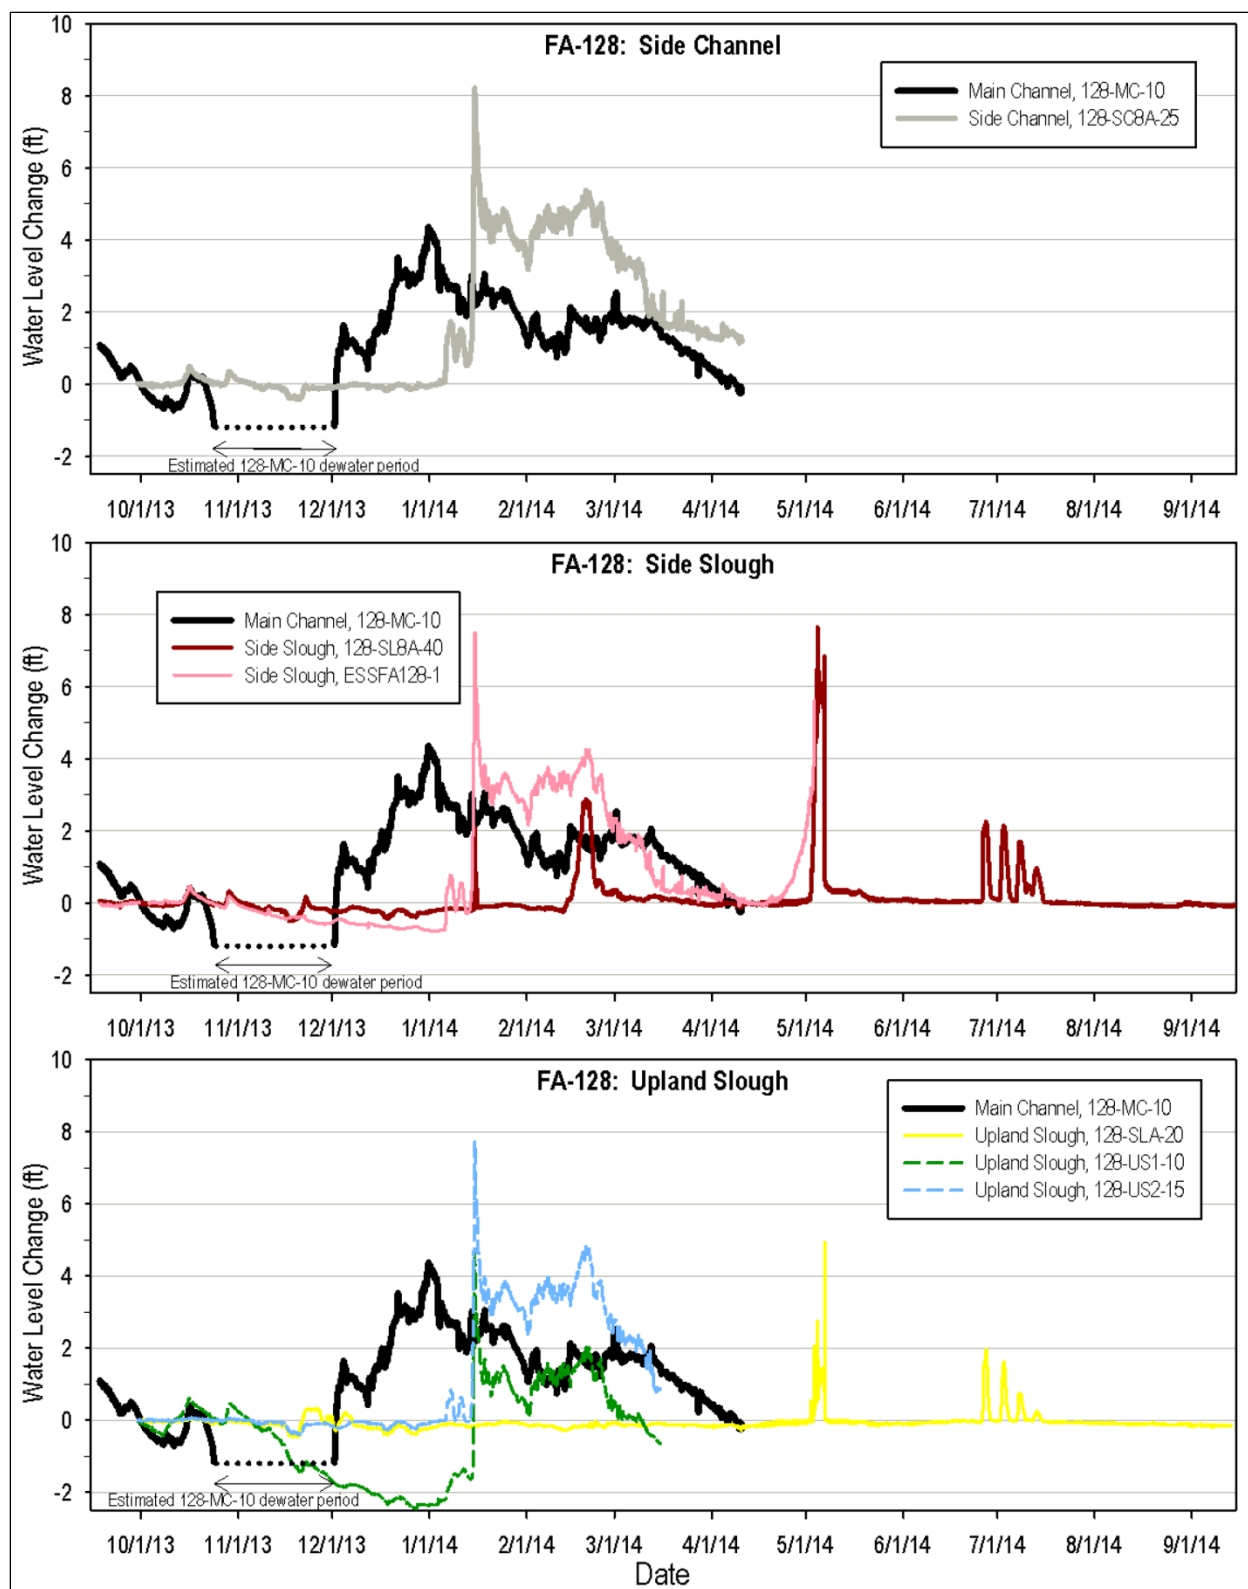 FA-128: Side Channel
Water Level Change (ft)
10
8
6
4
2
0
-2
Main Channel, 128-MC-10
Side Channel, 128-SC8A-25
Estimated 128-MC-10 dewater period
10/1/13 11/1/13 12/1/13 1/1/14 2/1/14 3/1/14 4/1/14 5/1/14 6/1/14 7/1/14 8/1/14 9/1/14
FA-128: Side Slough
Water Level Change (ft)
10
8
6
4
2
0
-2
Main Channel, 128-MC-10
Side Slough, 128-SL8A-40
Side Slough, ESSFA128-1
Estimated 128-MC-10 dewater period
10/1/13 11/1/13 12/1/13 1/1/14 2/1/14 3/1/14 4/1/14 5/1/14 6/1/14 7/1/14 8/1/14 9/1/14
FA-128: Upland Slough
Water Level Change (ft)
10
8
6
4
2
0
-2
Main Channel, 128-MC-10
Upland Slough, 128-SLA-20
Upland Slough, 128-US1-10
Upland Slough, 128-US2-15
Estimated 128-MC-10 dewater period
10/1/13 11/1/13 12/1/13 1/1/14 2/1/14 3/1/14 4/1/14 5/1/14 6/1/14 7/1/14 8/1/14 9/1/14
Date